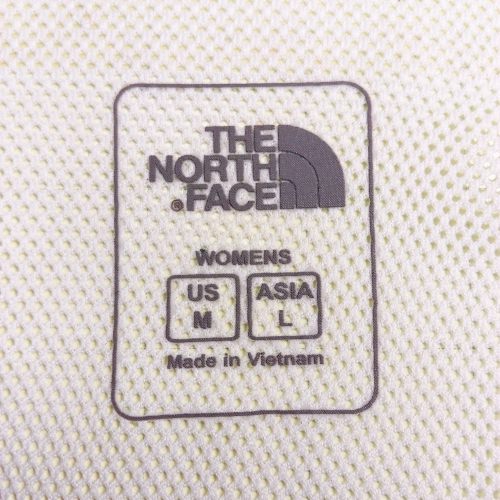 THE
NORTH
® FACE
WOMENS
US ASIA
M L
Made in Vietnam